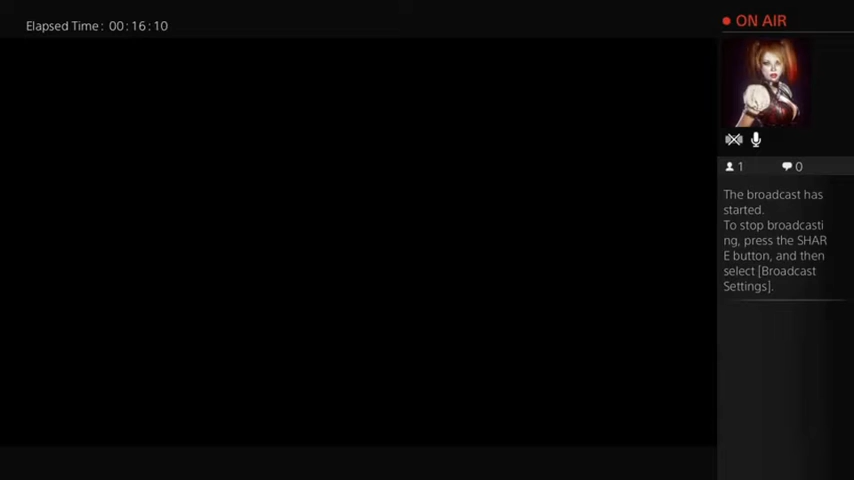 Elapsed Time: 00:16:10
ON AIR
1 0
The broadcast has
started.
To stop broadcasti
ng, press the SHAR
E button, and then
select [Broadcast
Settings].